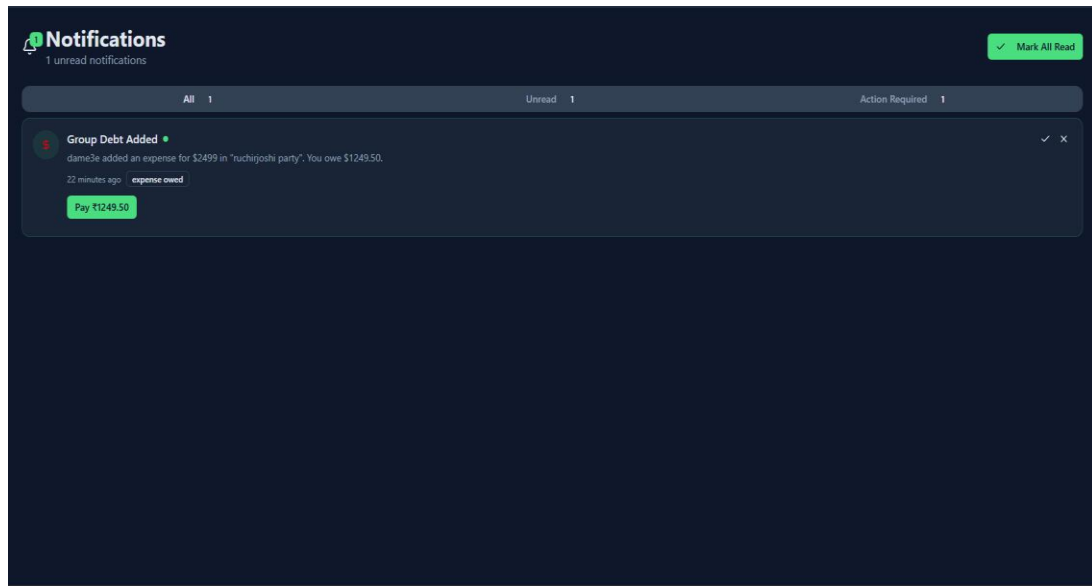 1
Notifications
1 unread notifications
✓ Mark All Read
All 1
Unread 1
Action Required 1
$
Group Debt Added
dame3e added an expense for $2499 in "ruchirjoshi party". You owe $1249.50.
22 minutes ago expense owed
Pay ₹1249.50